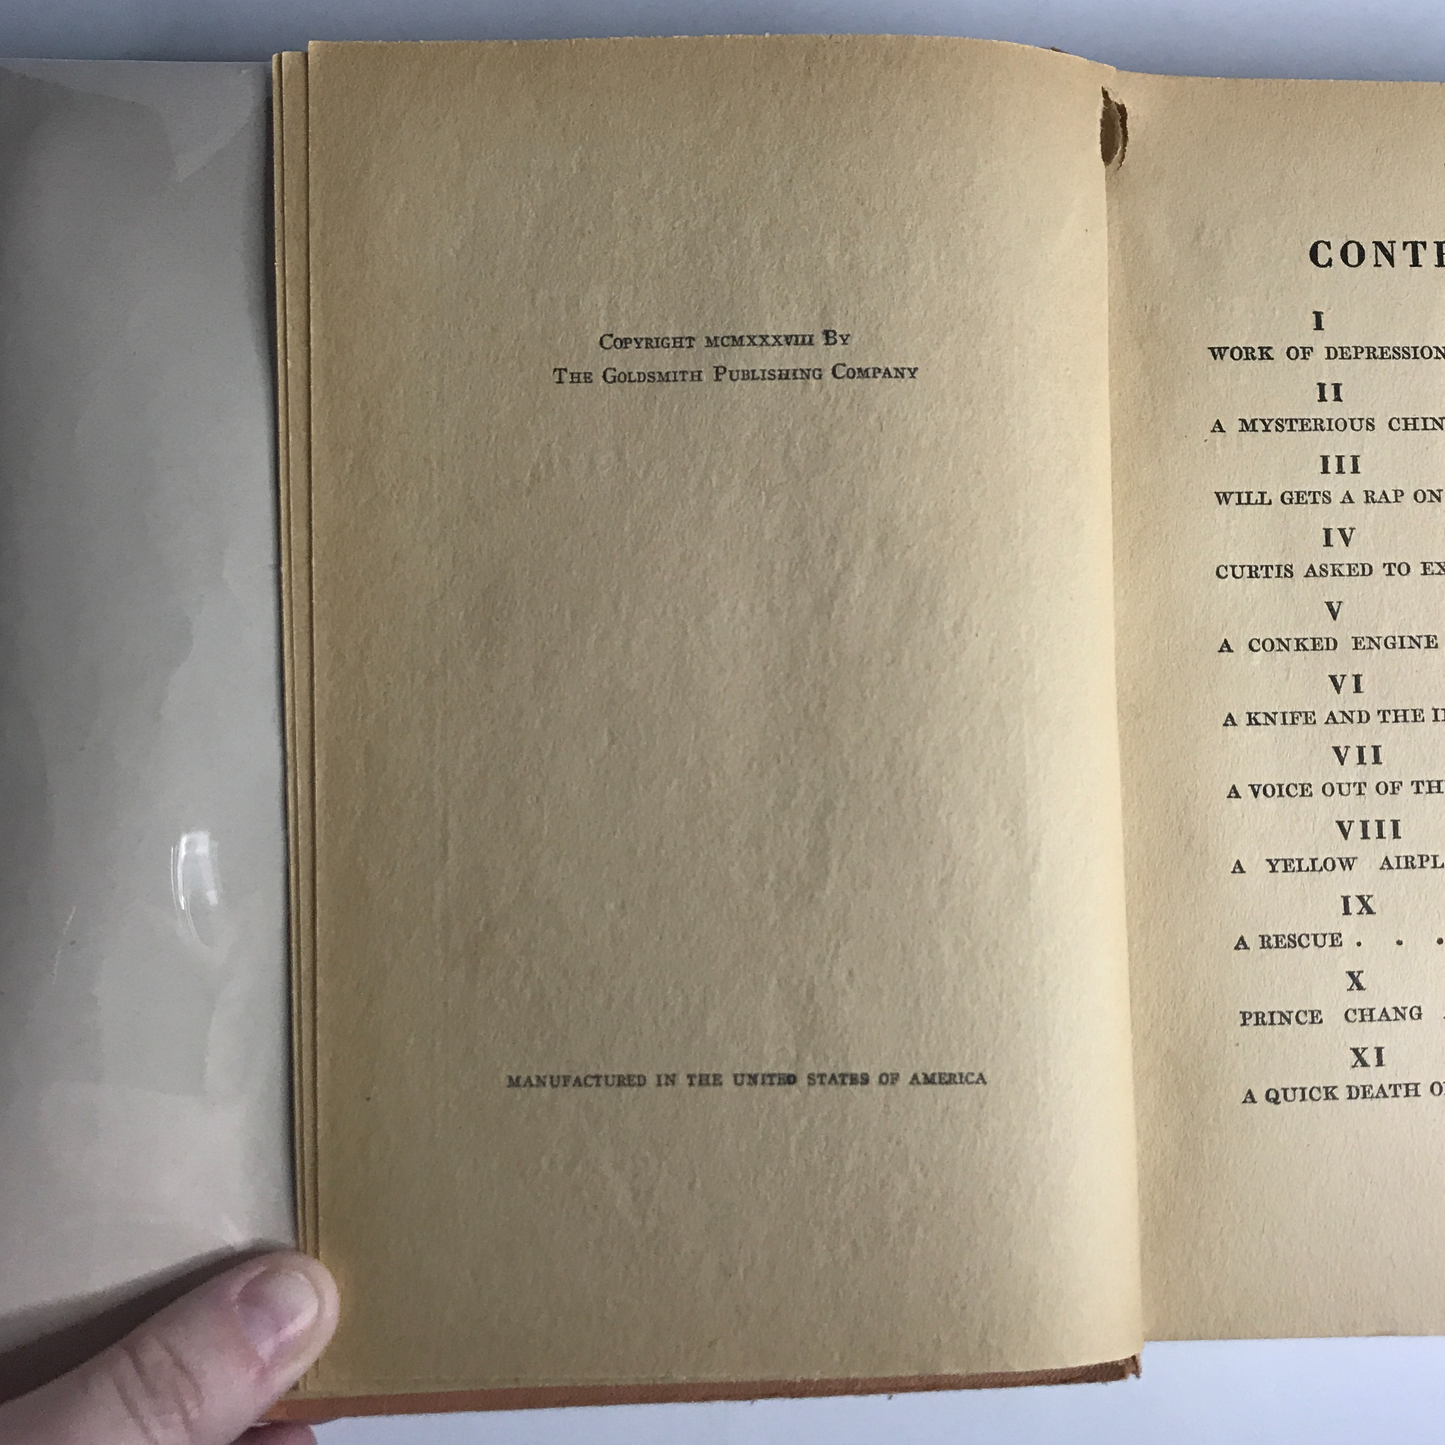 Copyright MCMXXXVIII By
The Goldsmith Publishing Company
MANUFACTURED IN THE UNITED STATES OF AMERICA
I
WORK OF DEPRESSION
II
A MYSTERIOUS
III
WILL GETS A RAP ON
IV
CURTIS ASKED TO
V
A CONKED ENGINE
VI
A KNIFE AND THE
VII
A VOICE OUT OF
VIII
A YELLOW
IX
A RESCUE . . .
X
PRINCE CHANG
XI
A QUICK DEATH